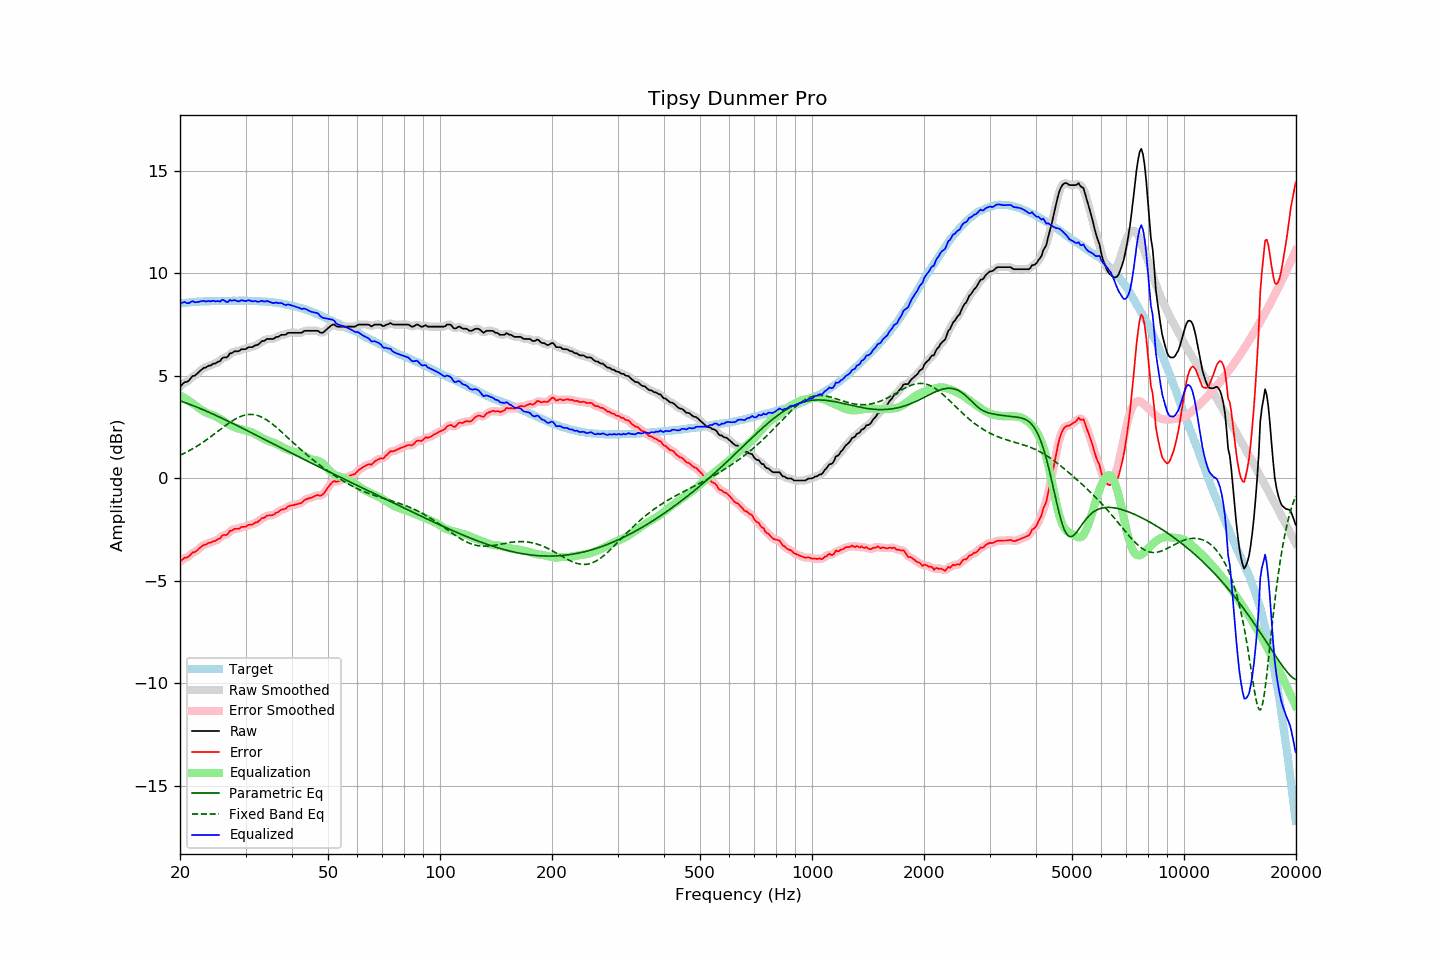 Tipsy Dunmer Pro
15
10
5
0
−5
−10
−15
Amplitude (dBr)
Target
Raw Smoothed
Error Smoothed
Raw
Error
Equalization
Parametric Eq
Fixed Band Eq
Equalized
20 50 100 200 500 1000 2000 5000 10000 20000
Frequency (Hz)